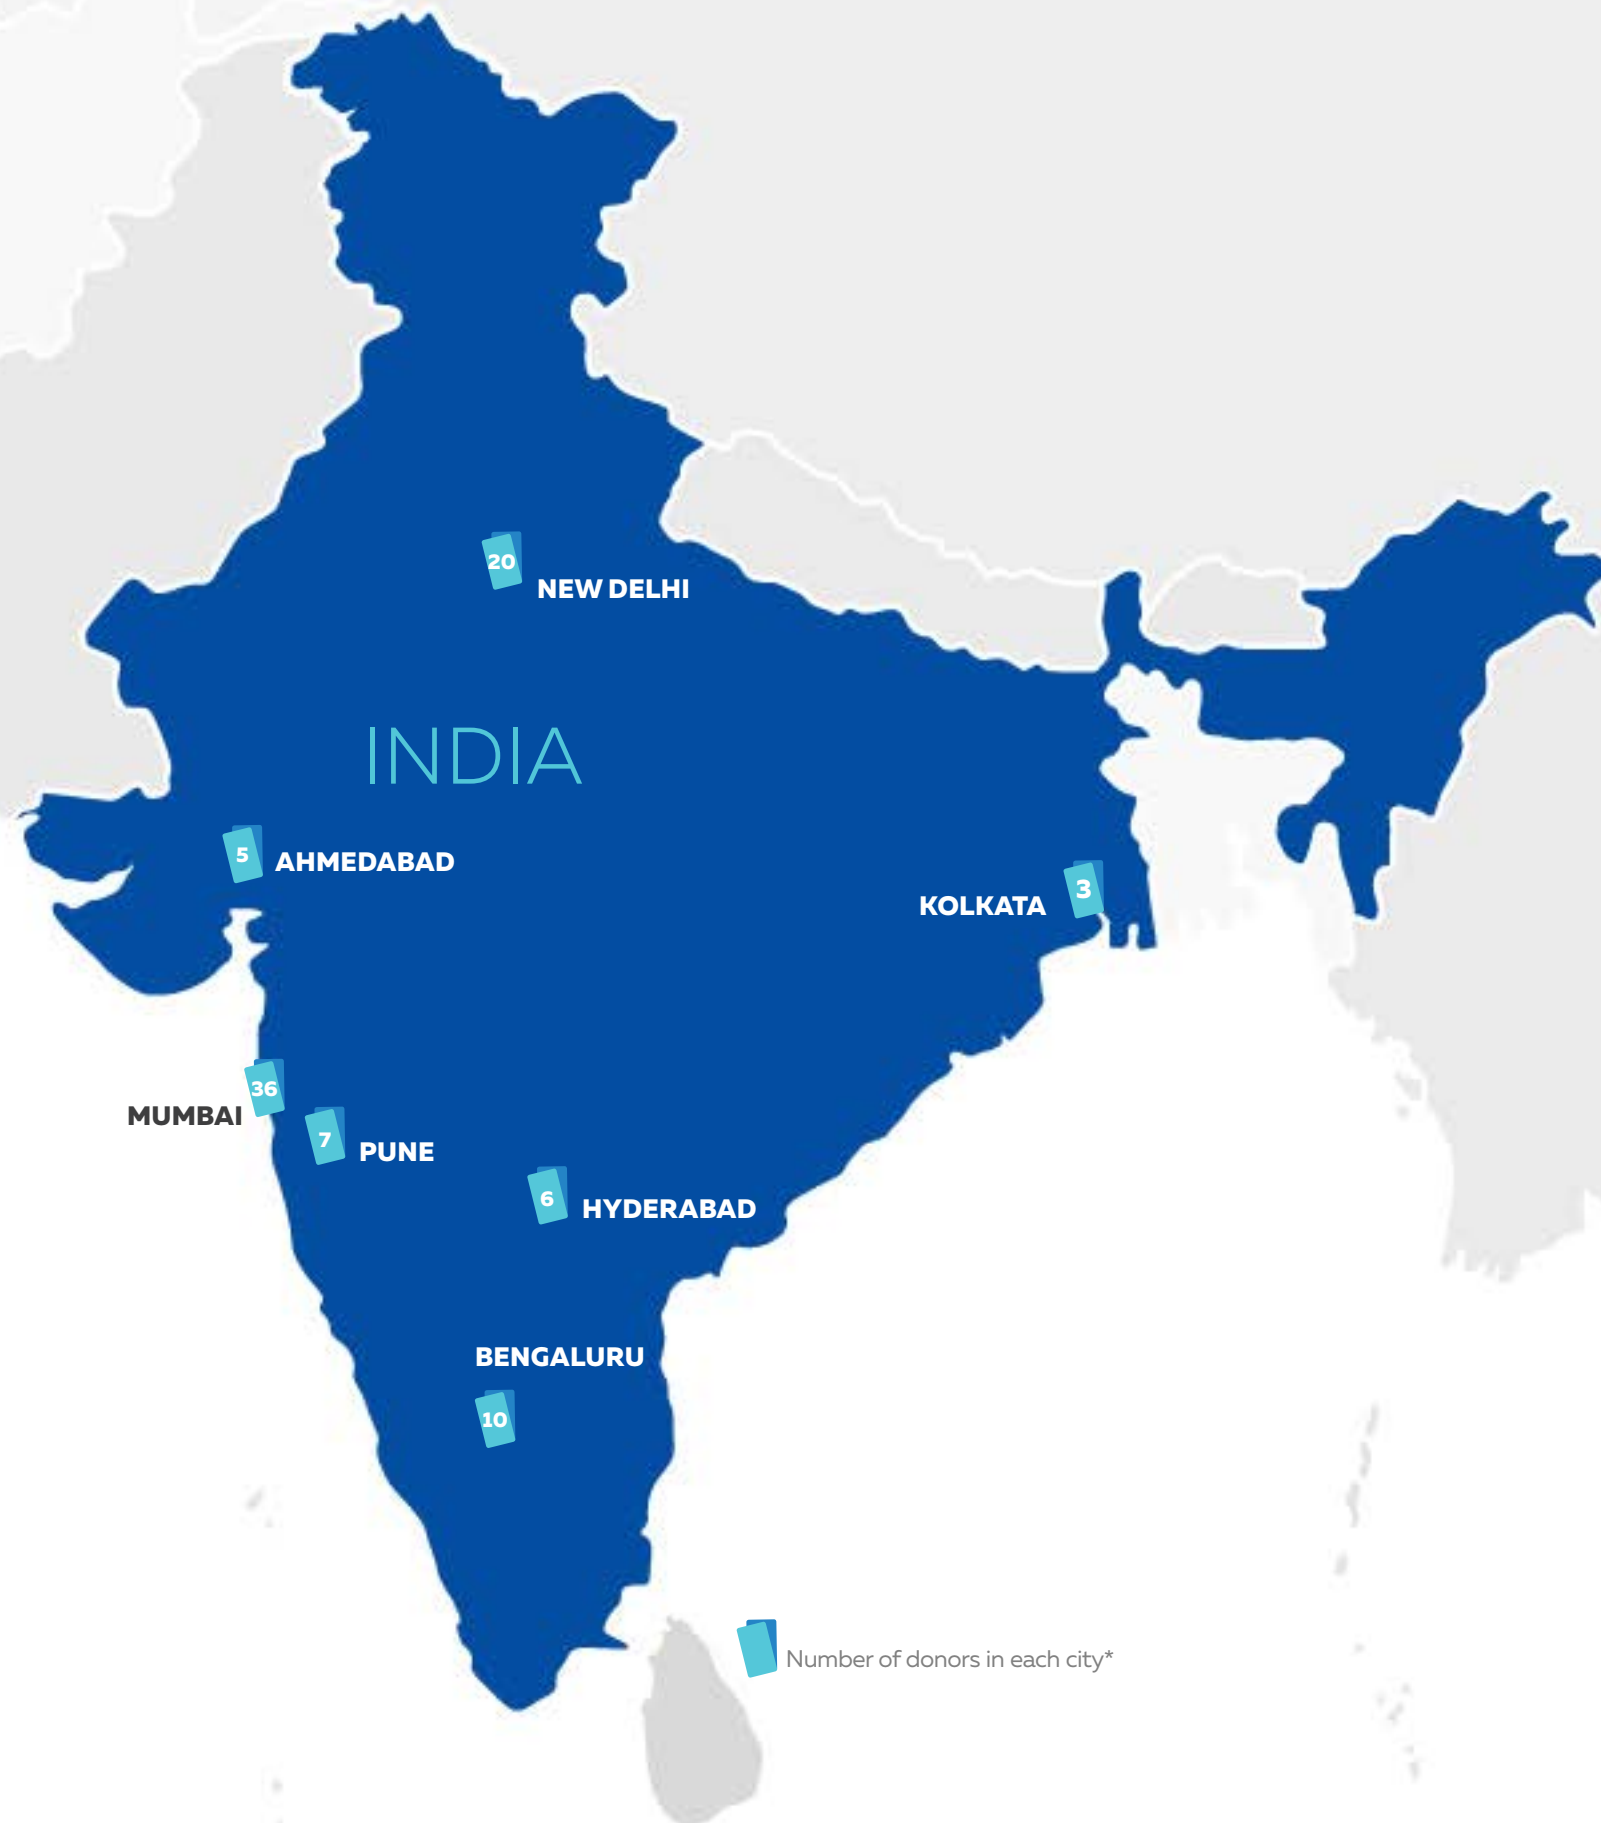 20
NEW DELHI
INDIA
5
AHMEDABAD
3
KOLKATA
36
MUMBAI
7
PUNE
6
HYDERABAD
BENGALURU
10
Number of donors in each city*